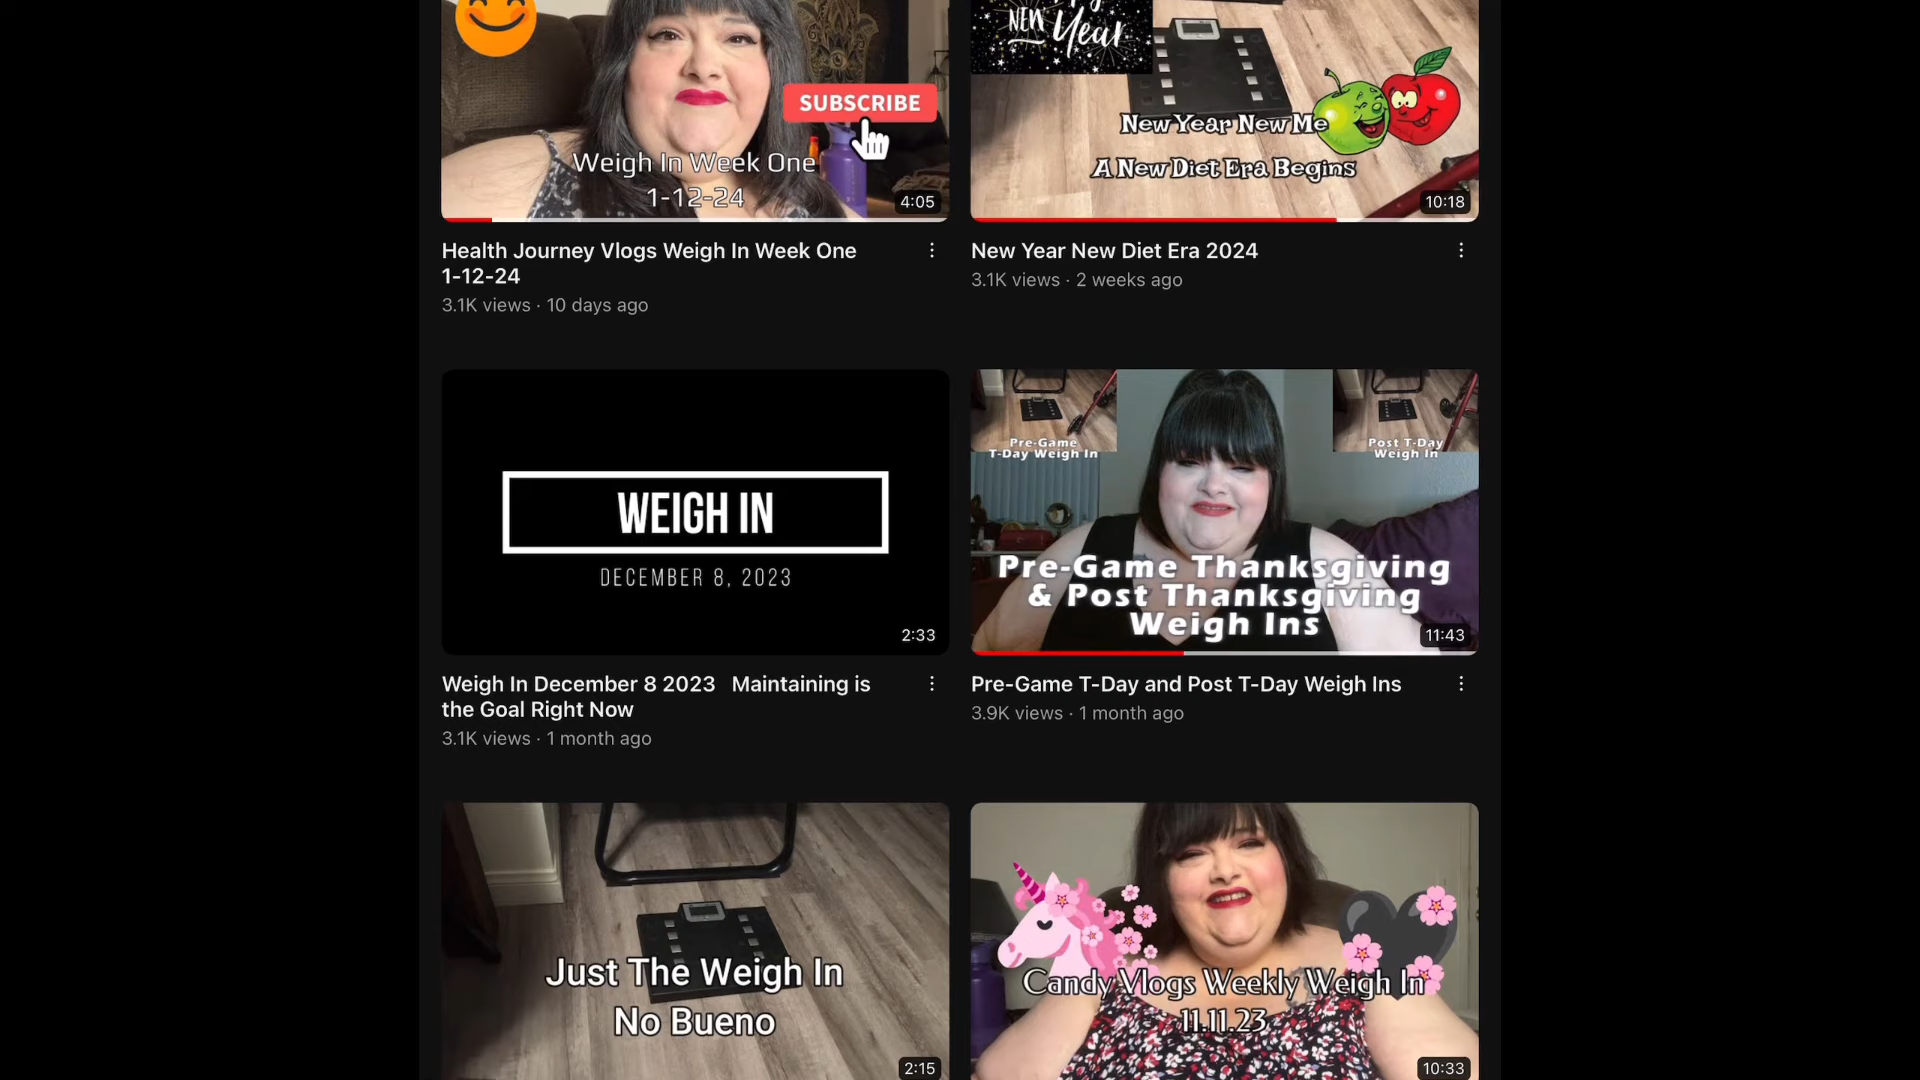 NEW
Year
SUBSCRIBE
Weigh In Week One
1-12-24
4:05
New Year New Me
A New Diet Era Begins
10:18
Health Journey Vlogs Weigh In Week One
1-12-24
3.1K views · 10 days ago
New Year New Diet Era 2024
3.1K views · 2 weeks ago
WEIGH IN
DECEMBER 8, 2023
2:33
Pre-Game
T-Day Weigh In
Post T-Day
Weigh In
Pre-Game Thanksgiving
& Post Thanksgiving
Weigh Ins
11:43
Weigh In December 8 2023 Maintaining is
the Goal Right Now
3.1K views · 1 month ago
Pre-Game T-Day and Post T-Day Weigh Ins
3.9K views · 1 month ago
Just The Weigh In
No Bueno
2:15
Candy Vlogs Weekly Weigh In
11.11.23
10:33